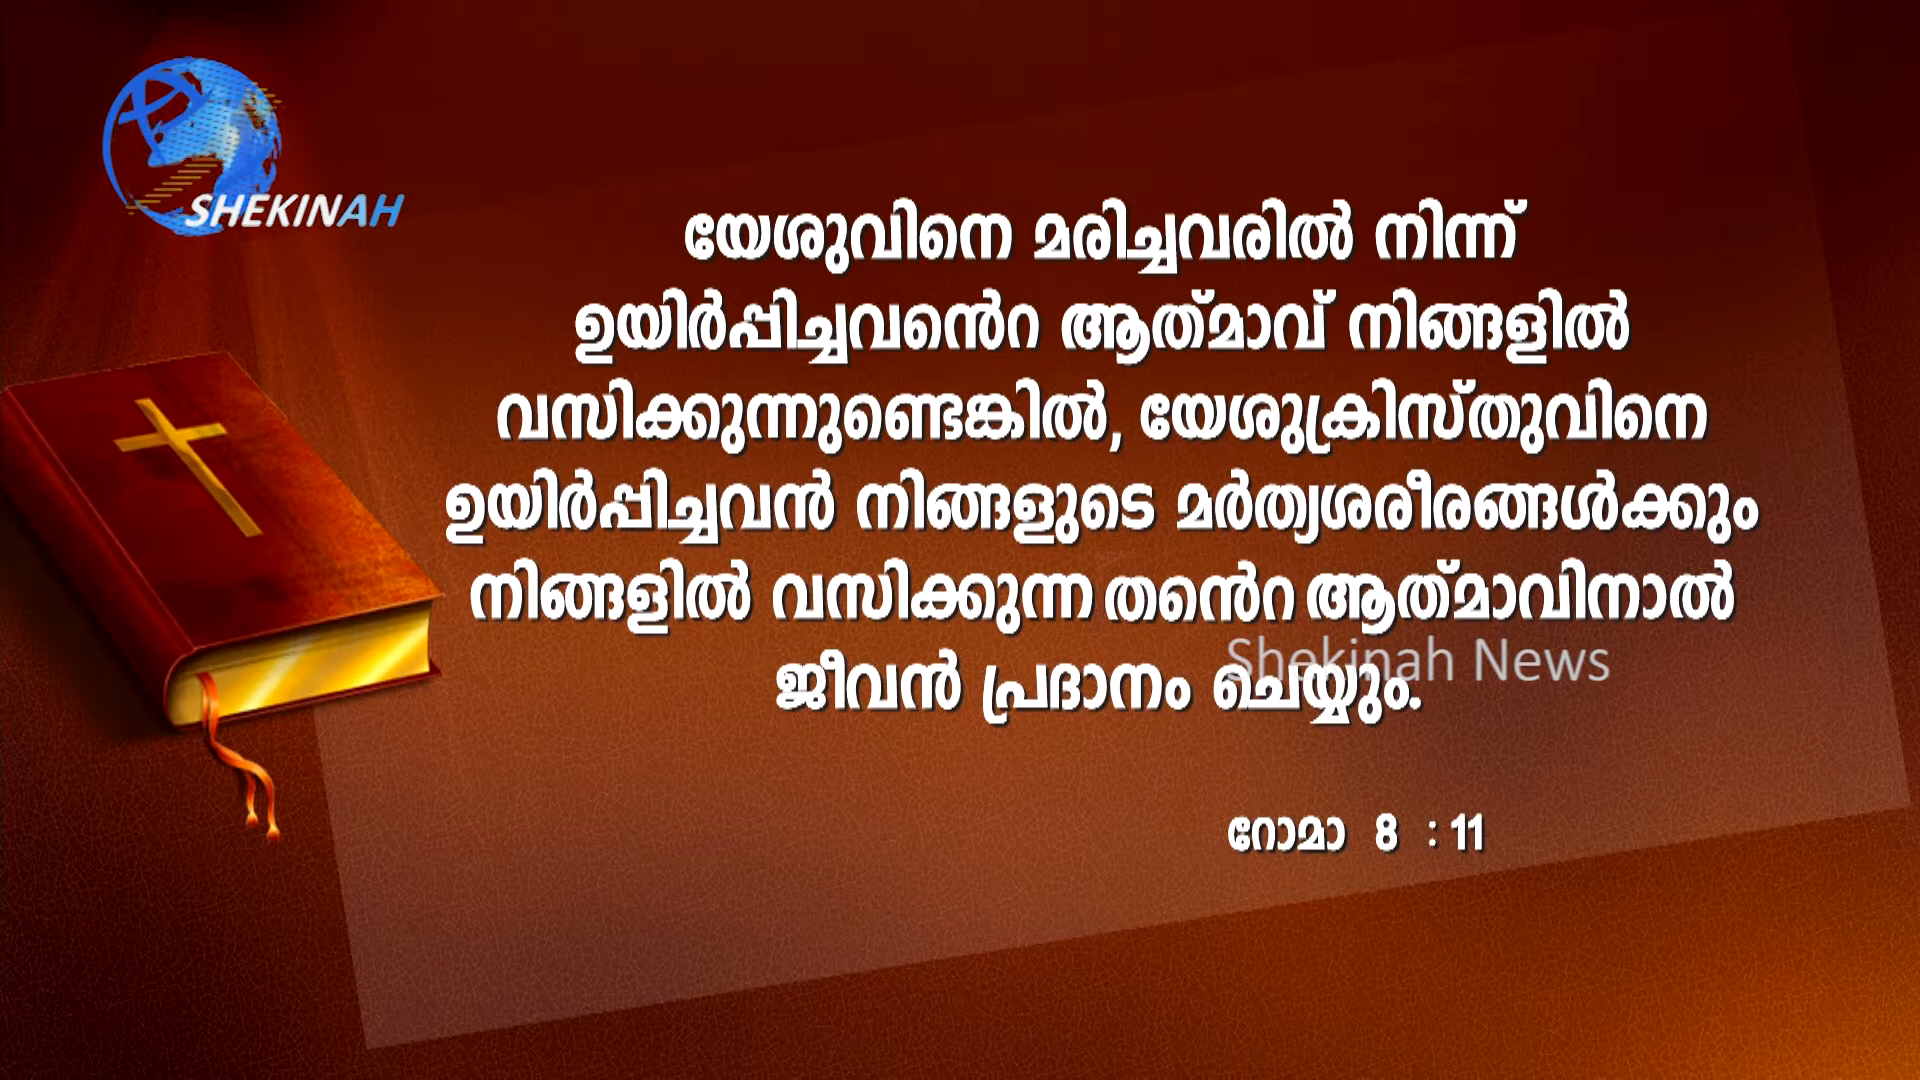 SHEKINAH
യേശുവിനെ മരിച്ചവരിൽ നിന്ന്
ഉയിർപ്പിച്ചവൻെറ ആത്‌മാവ് നിങ്ങളിൽ
വസിക്കുന്നുണ്ടെങ്കിൽ, യേശുക്രിസ്തുവിനെ
ഉയിർപ്പിച്ചവൻ നിങ്ങളുടെ മർത്യശരീരങ്ങൾക്കും
നിങ്ങളിൽ വസിക്കുന്ന തൻെറ ആത്‌മാവിനാൽ
ജീവൻ പ്രദാനം ചെയ്യും.
Shekinah News
റോമാ 8 : 11